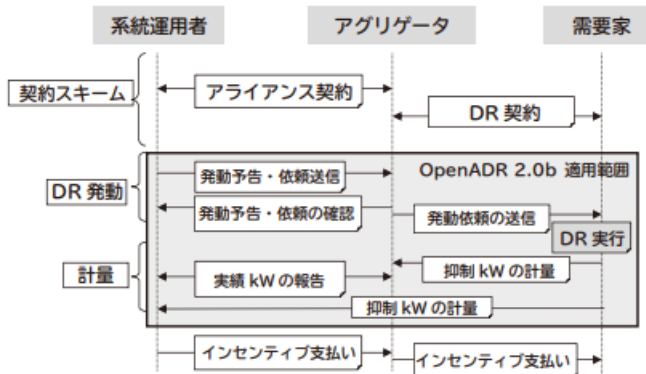 系統運用者 アグリゲータ 需要家
契約スキーム
アライアンス契約
DR 契約
OpenADR 2.0b 適用範囲
DR 発動
発動予告・依頼送信
発動予告・依頼の確認
発動依頼の送信
DR 実行
計量
抑制 kW の計量
実績 kW の報告
抑制 kW の計量
インセンティブ支払い
インセンティブ支払い